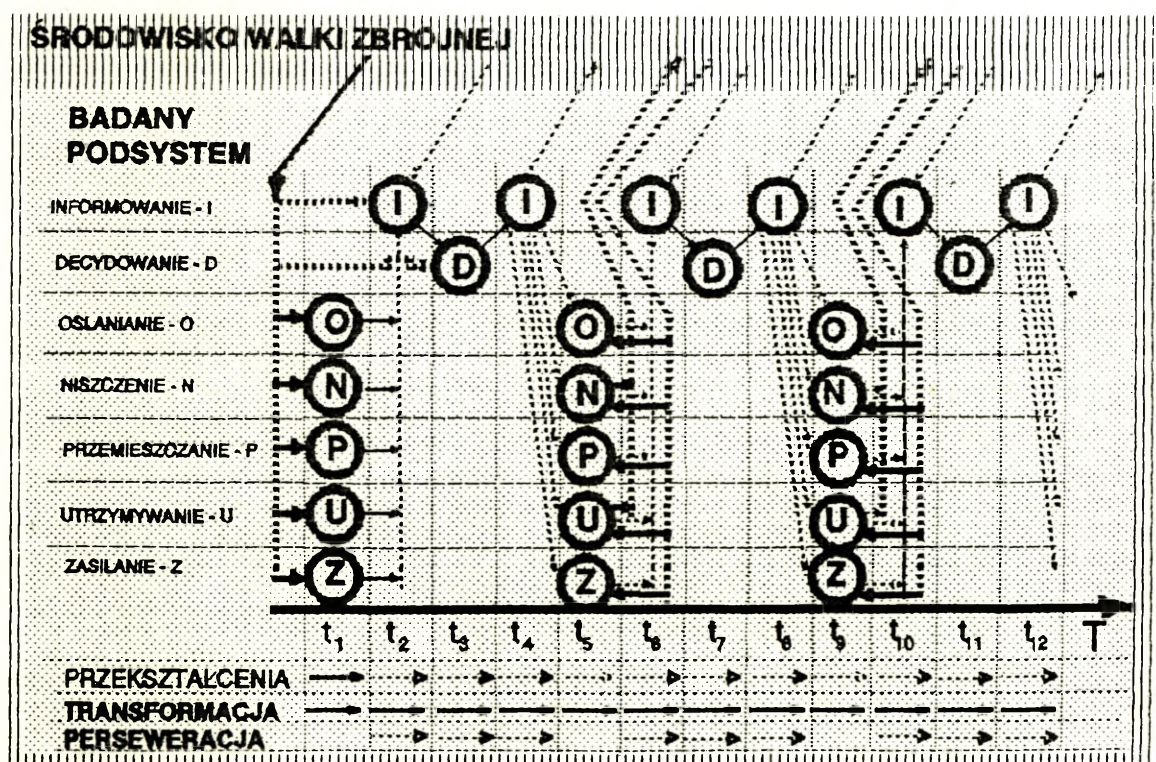 ŚRODOWISKO WALKI ZBROJNEJ
BADANY
PODSYSTEM
INFORMOWANIE - I
I I I I I I
DECYDOWANIE - D
D D D
OSŁANIANIE - O
O O O
NISZCZENIE - N
N N N
PRZEMIESZCZANIE - P
P P P
UTRZYMYWANIE - U
U U U
ZASILANIE - Z
Z Z Z
t1 t2 t3 t4 t5 t6 t7 t8 t9 t10 t11 t12 T
PRZEKSZTAŁCENIA
TRANSFORMACJA
PERSEWERACJA